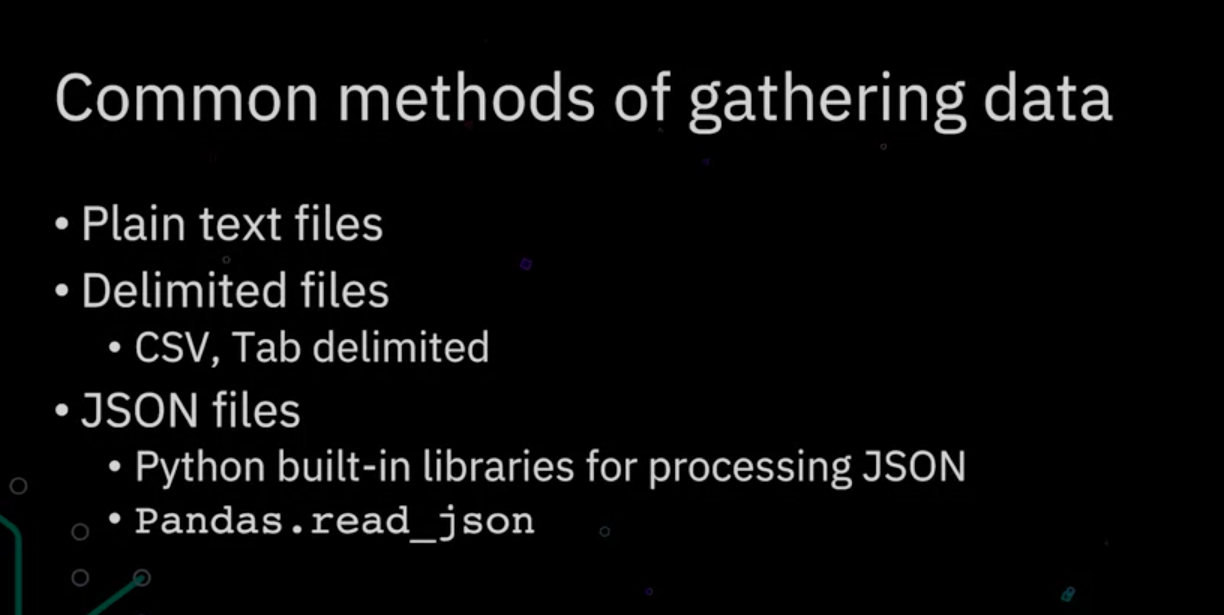 Common methods of gathering data
• Plain text files
• Delimited files
• CSV, Tab delimited
• JSON files
• Python built-in libraries for processing JSON
• Pandas.read_json